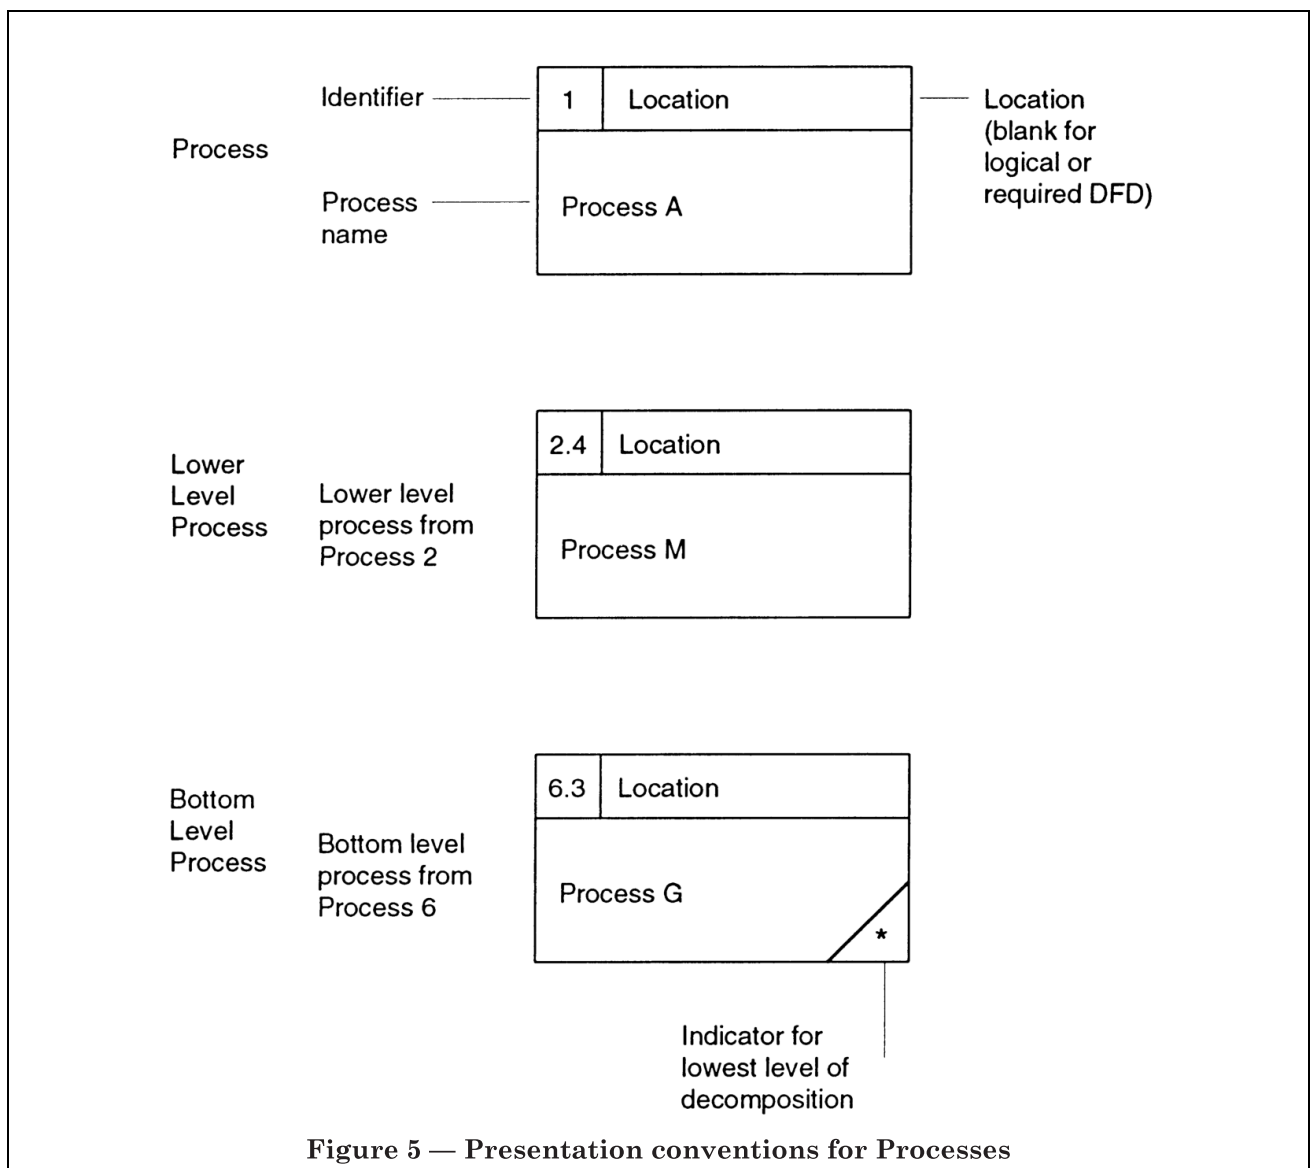 Identifier
1
Location
Location
(blank for
logical or
required DFD)
Process
Process
name
Process A
2.4
Location
Lower
Level
Process
Lower level
process from
Process 2
Process M
6.3
Location
Bottom
Level
Process
Bottom level
process from
Process 6
Process G
*
Indicator for
lowest level of
decomposition
Figure 5 — Presentation conventions for Processes